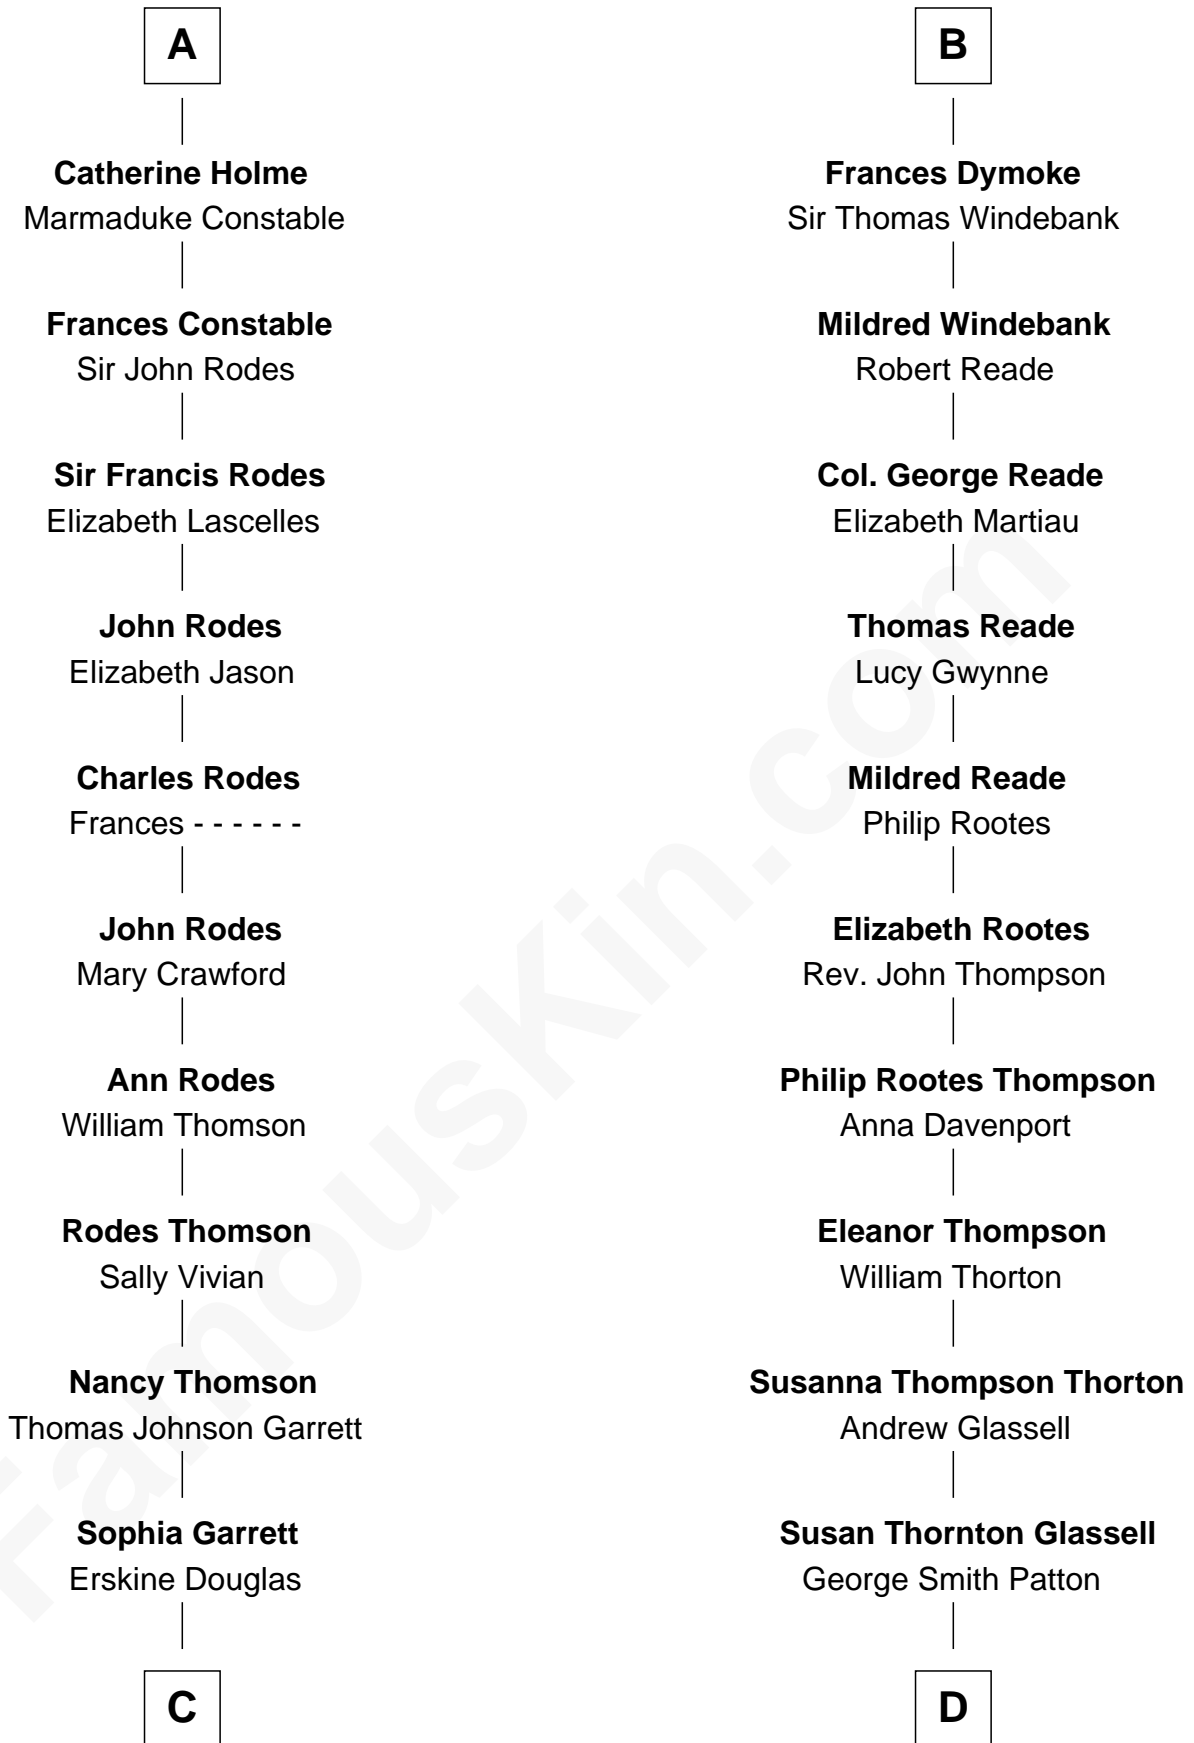 A
Catherine Holme
Marmaduke Constable
Frances Constable
Sir John Rodes
Sir Francis Rodes
Elizabeth Lascelles
John Rodes
Elizabeth Jason
Charles Rodes
Frances - - - - - -
John Rodes
Mary Crawford
Ann Rodes
William Thomson
Rodes Thomson
Sally Vivian
Nancy Thomson
Thomas Johnson Garrett
Sophia Garrett
Erskine Douglas
C
B
Frances Dymoke
Sir Thomas Windebank
Mildred Windebank
Robert Reade
Col. George Reade
Elizabeth Martiau
Thomas Reade
Lucy Gwynne
Mildred Reade
Philip Rootes
Elizabeth Rootes
Rev. John Thompson
Philip Rootes Thompson
Anna Davenport
Eleanor Thompson
William Thorton
Susanna Thompson Thorton
Andrew Glassell
Susan Thornton Glassell
George Smith Patton
D
FamousKin.com